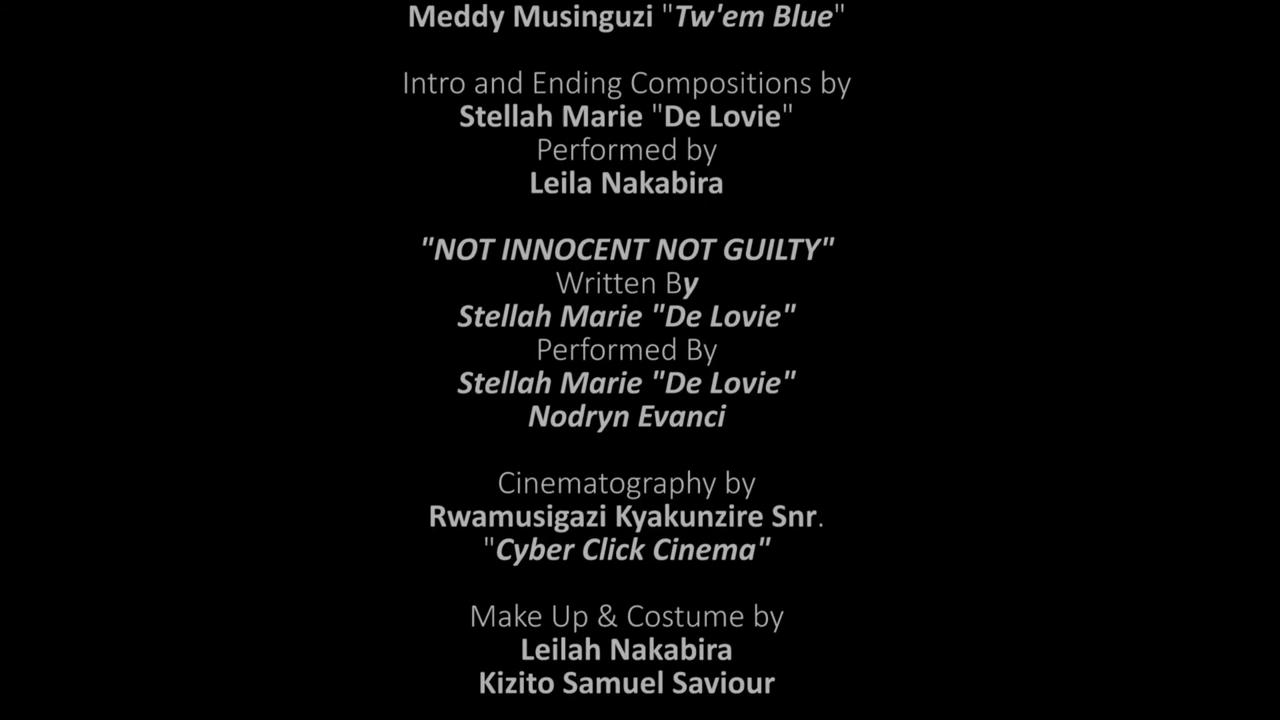 Meddy Musinguzi "Tw'em Blue"
Intro and Ending Compositions by
Stellah Marie "De Lovie"
Performed by
Leila Nakabira
"NOT INNOCENT NOT GUILTY"
Written By
Stellah Marie "De Lovie"
Performed By
Stellah Marie "De Lovie"
Nodryn Evanci
Cinematography by
Rwamusigazi Kyakunzire Snr.
"Cyber Click Cinema"
Make Up & Costume by
Leilah Nakabira
Kizito Samuel Saviour